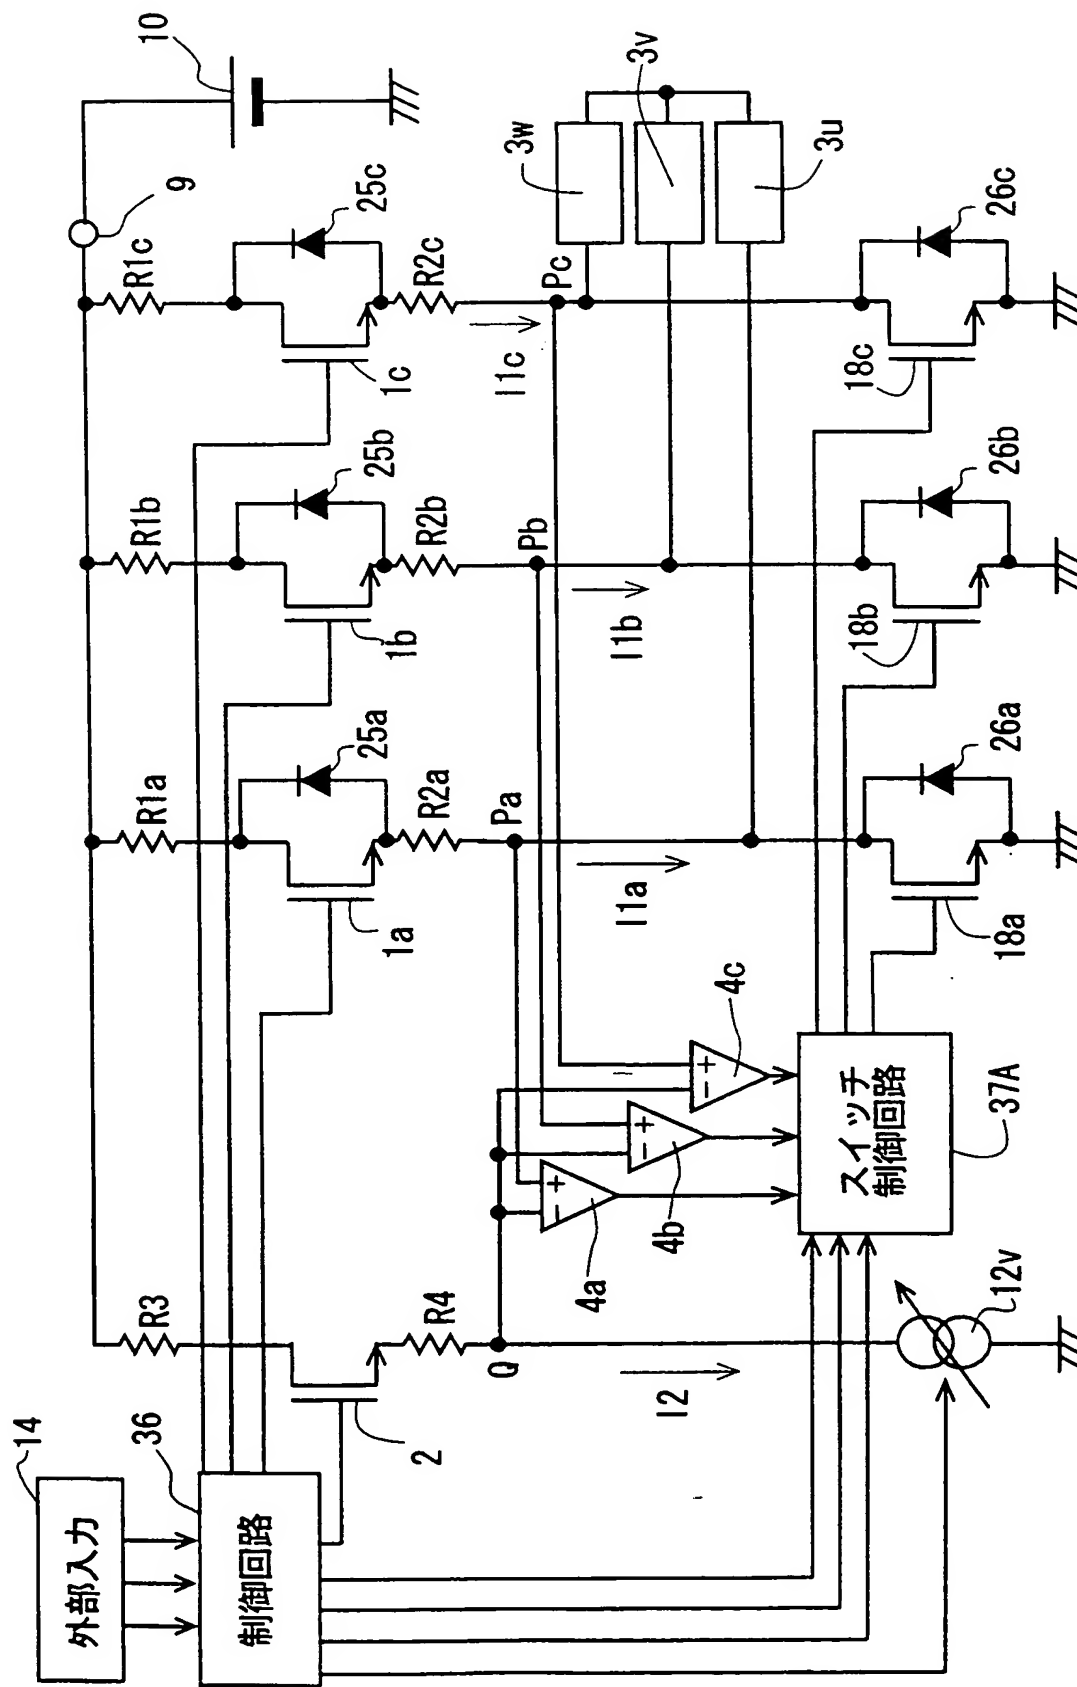 14
外部入力
36
制御回路
R3
2
R4
Q
I2
12v
R1a
25a
1a
R2a
Pa
I1a
26a
18a
R1b
25b
1b
R2b
Pb
I1b
26b
18b
R1c
25c
1c
R2c
Pc
I1c
26c
18c
9
10
3w
3v
3u
－
+
4a
－
+
4b
－
+
4c
スイッチ
制御回路
37A